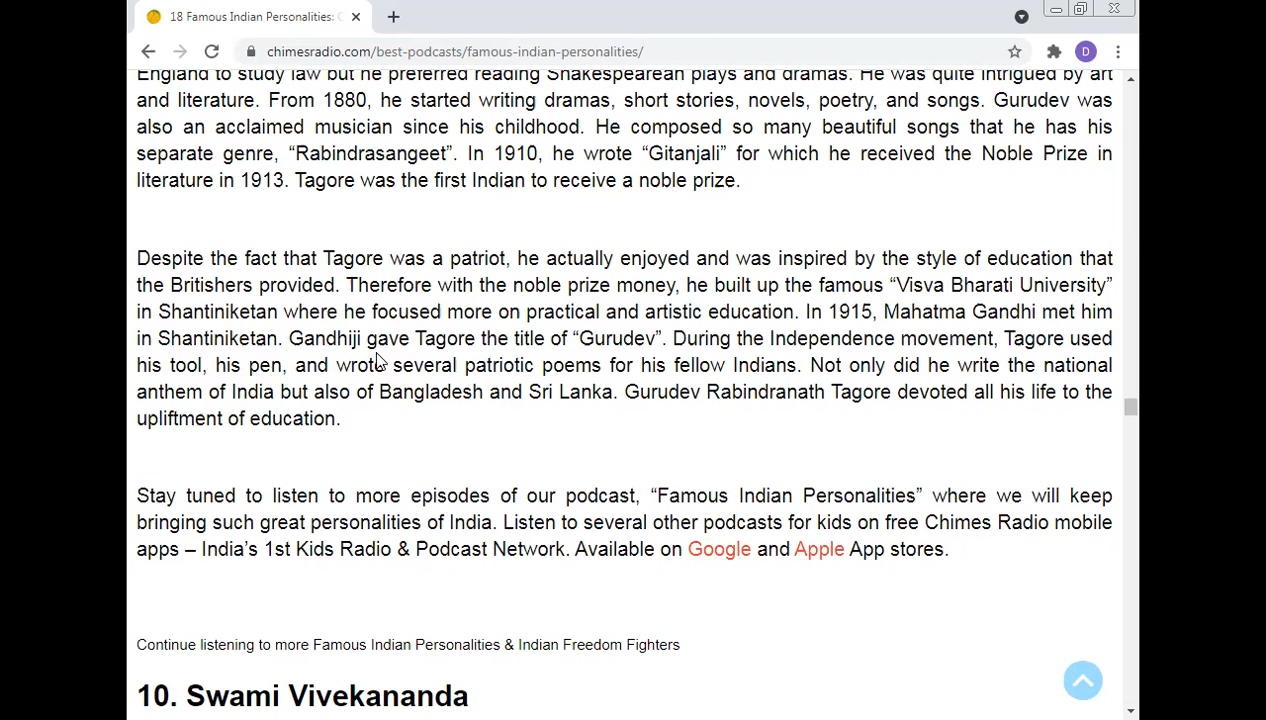 18 Famous Indian Personalities:
chimesradio.com/best-podcasts/famous-indian-personalities/
D
England to study law but he preferred reading Shakespearean plays and dramas. He was quite intrigued by art
and literature. From 1880, he started writing dramas, short stories, novels, poetry, and songs. Gurudev was
also an acclaimed musician since his childhood. He composed so many beautiful songs that he has his
separate genre, “Rabindrasangeet”. In 1910, he wrote “Gitanjali” for which he received the Noble Prize in
literature in 1913. Tagore was the first Indian to receive a noble prize.
Despite the fact that Tagore was a patriot, he actually enjoyed and was inspired by the style of education that
the Britishers provided. Therefore with the noble prize money, he built up the famous “Visva Bharati University”
in Shantiniketan where he focused more on practical and artistic education. In 1915, Mahatma Gandhi met him
in Shantiniketan. Gandhiji gave Tagore the title of “Gurudev”. During the Independence movement, Tagore used
his tool, his pen, and wrote several patriotic poems for his fellow Indians. Not only did he write the national
anthem of India but also of Bangladesh and Sri Lanka. Gurudev Rabindranath Tagore devoted all his life to the
upliftment of education.
Stay tuned to listen to more episodes of our podcast, “Famous Indian Personalities” where we will keep
bringing such great personalities of India. Listen to several other podcasts for kids on free Chimes Radio mobile
apps – India’s 1st Kids Radio & Podcast Network. Available on Google and Apple App stores.
Continue listening to more Famous Indian Personalities & Indian Freedom Fighters
10. Swami Vivekananda